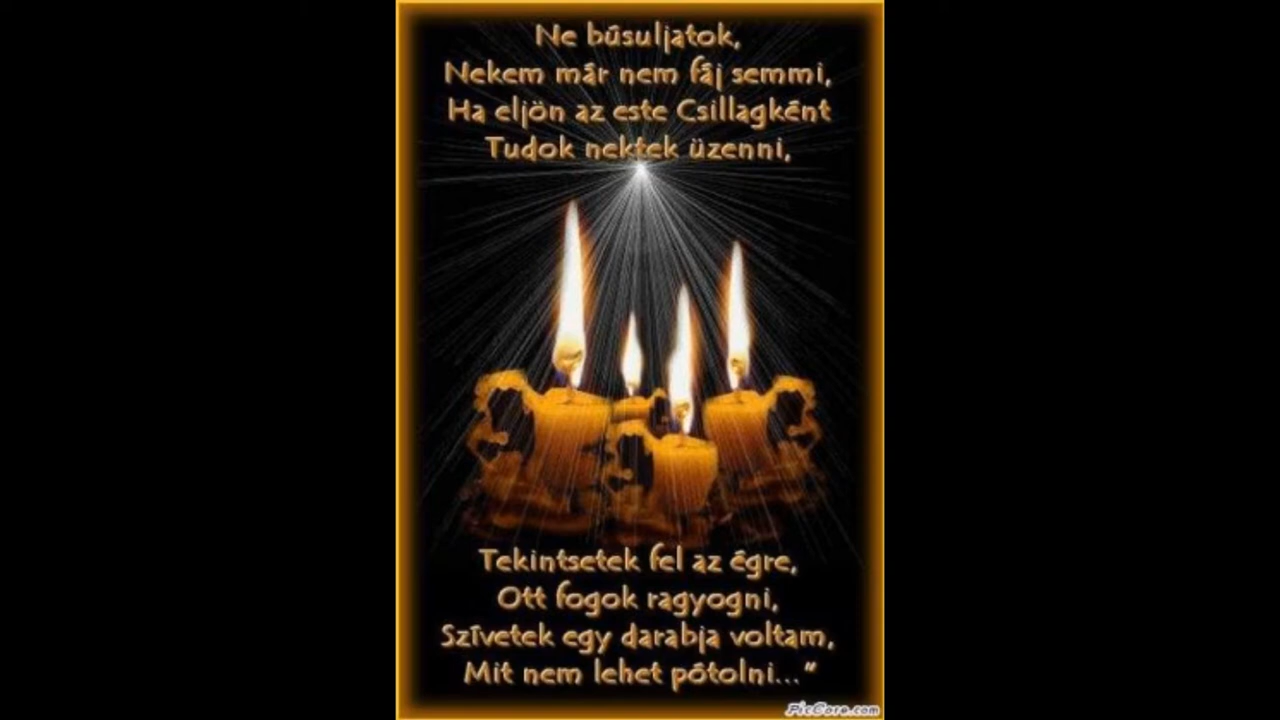 Ne búsuljatok,
Nekem már nem fáj semmi,
Ha eljön az este Csillagként
Tudok nektek üzenni,
Tekintsetek fel az égre,
Ott fogok ragyogni,
Szívetek egy darabja voltam,
Mit nem lehet pótolni..."
PicCore.com